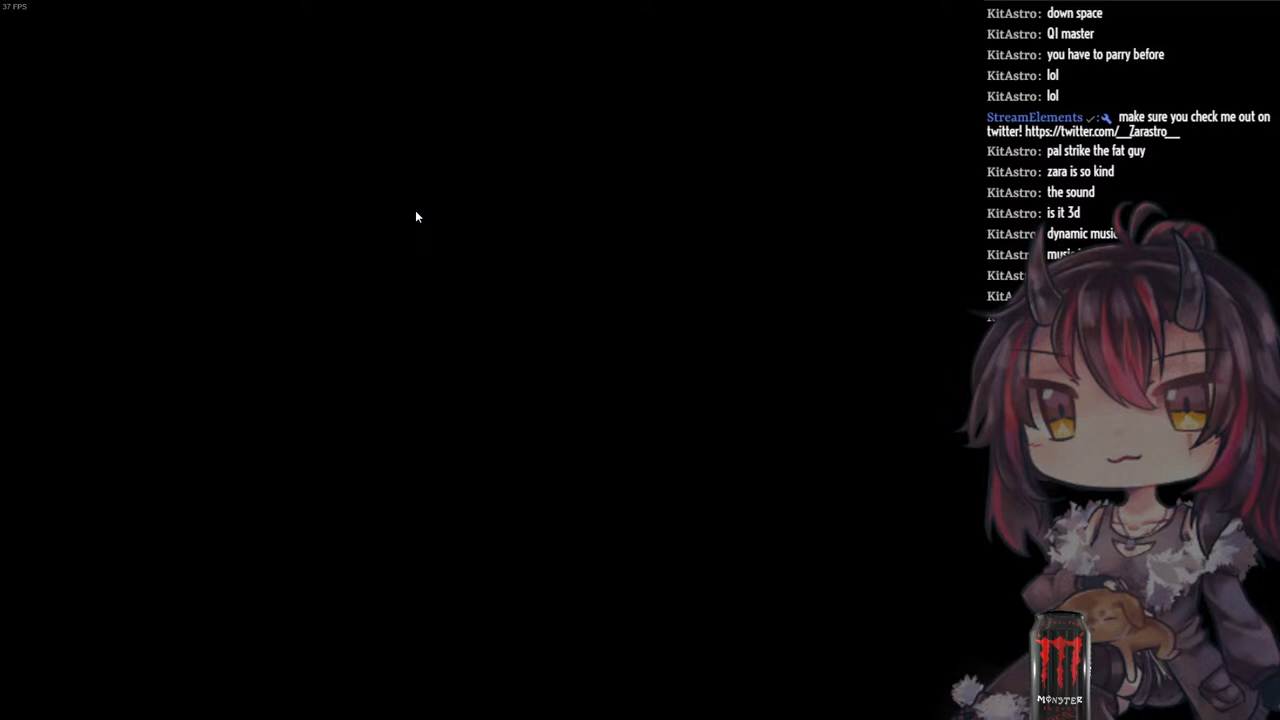 37 FPS
KitAstro: down space
KitAstro: QI master
KitAstro: you have to parry before
KitAstro: lol
KitAstro: lol
StreamElements ✓:🔧 make sure you check me out on
twitter! https://twitter.com/__Zarastro__
KitAstro: pal strike the fat guy
KitAstro: zara is so kind
KitAstro: the sound
KitAstro: is it 3d
KitAstro: dynamic music
MONSTER